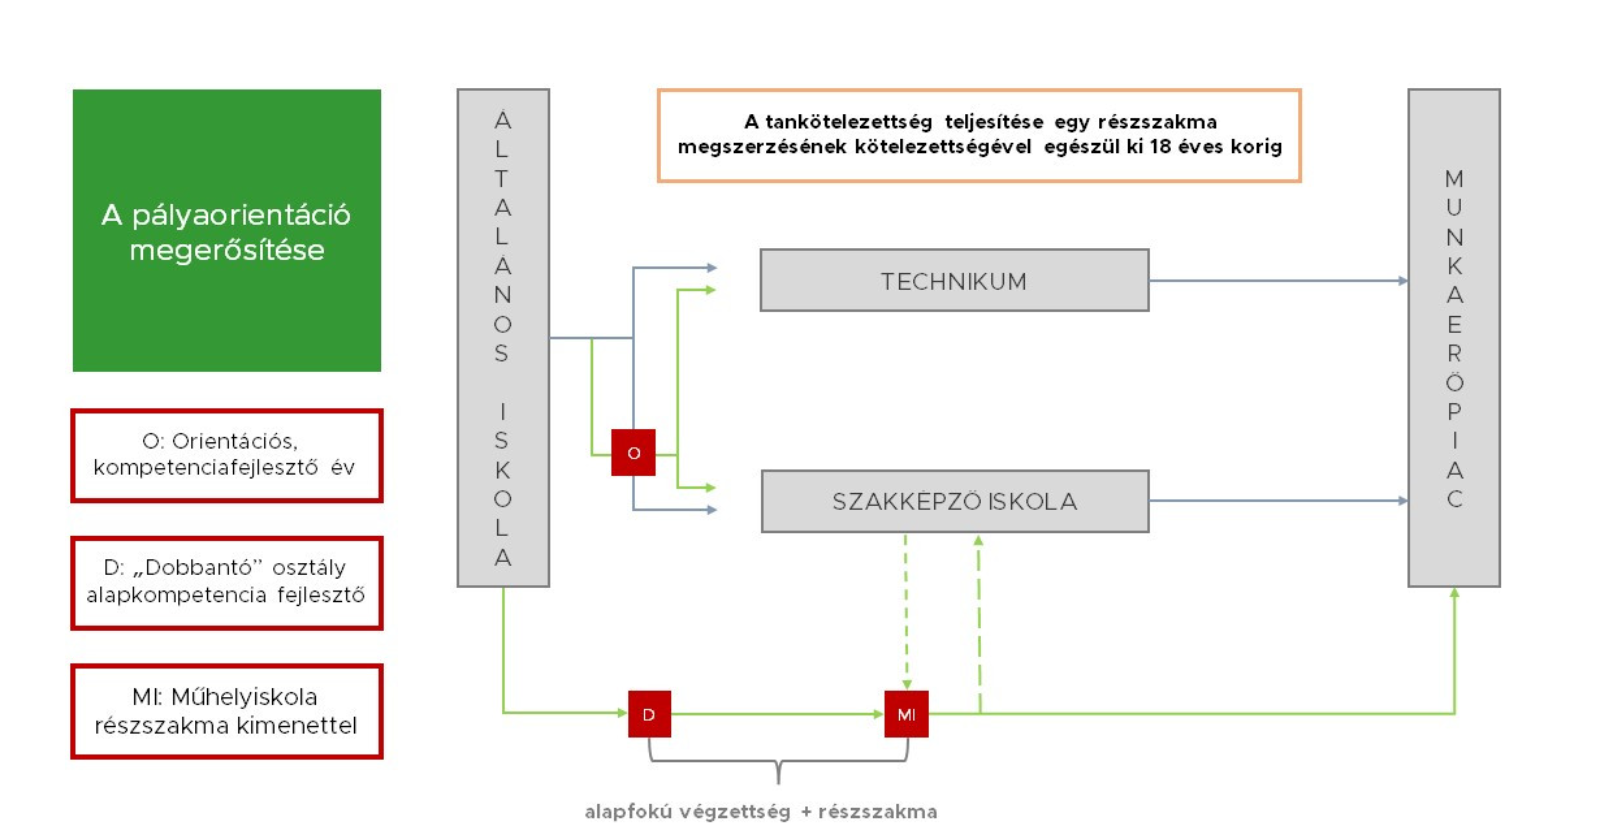 A pályaorientáció
megerősítése
O: Orientációs,
kompetenciafejlesztő év
D: „Dobbantó” osztály
alapkompetencia fejlesztő
MI: Műhelyiskola
részszakma kimenettel
ÁLTALÁNOS ISKOLA
A tankötelezettség teljesítése egy részszakma
megszerzésének kötelezettségével egészül ki 18 éves korig
TECHNIKUM
O
SZAKKÉPZŐ ISKOLA
D
MI
alapfokú végzettség + részszakma
MUNKAERŐPIAC